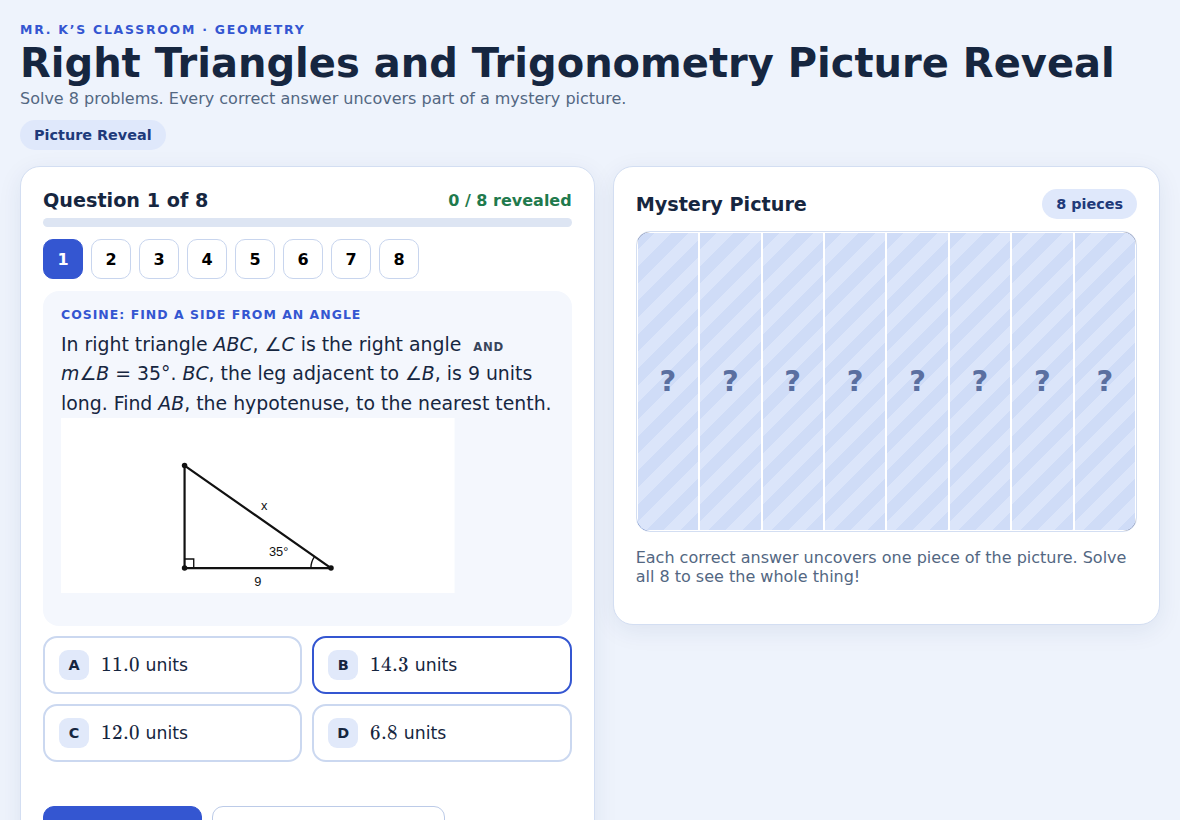 MR. K’S CLASSROOM · GEOMETRY
Right Triangles and Trigonometry Picture Reveal
Solve 8 problems. Every correct answer uncovers part of a mystery picture.
Picture Reveal
Question 1 of 8
0 / 8 revealed
1 2 3 4 5 6 7 8
COSINE: FIND A SIDE FROM AN ANGLE
In right triangle ABC, ∠C is the right angle AND
m∠B = 35°. BC, the leg adjacent to ∠B, is 9 units
long. Find AB, the hypotenuse, to the nearest tenth.
x
35°
9
A 11.0 units
B 14.3 units
C 12.0 units
D 6.8 units
Mystery Picture
8 pieces
? ? ? ? ? ? ? ?
Each correct answer uncovers one piece of the picture. Solve
all 8 to see the whole thing!